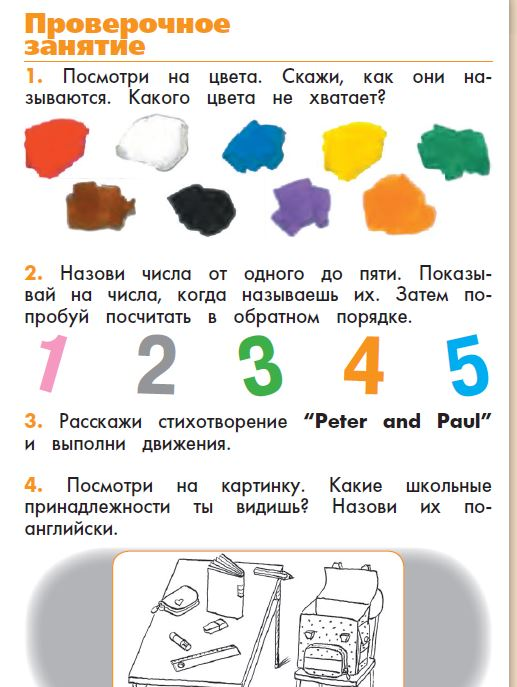 Проверочное
занятие
1. Посмотри на цвета. Скажи, как они на-
зываются. Какого цвета не хватает?
2. Назови числа от одного до пяти. Показы-
вай на числа, когда называешь их. Затем по-
пробуй посчитать в обратном порядке.
1 2 3 4 5
3. Расскажи стихотворение “Peter and Paul”
и выполни движения.
4. Посмотри на картинку. Какие школьные
принадлежности ты видишь? Назови их по-
английски.